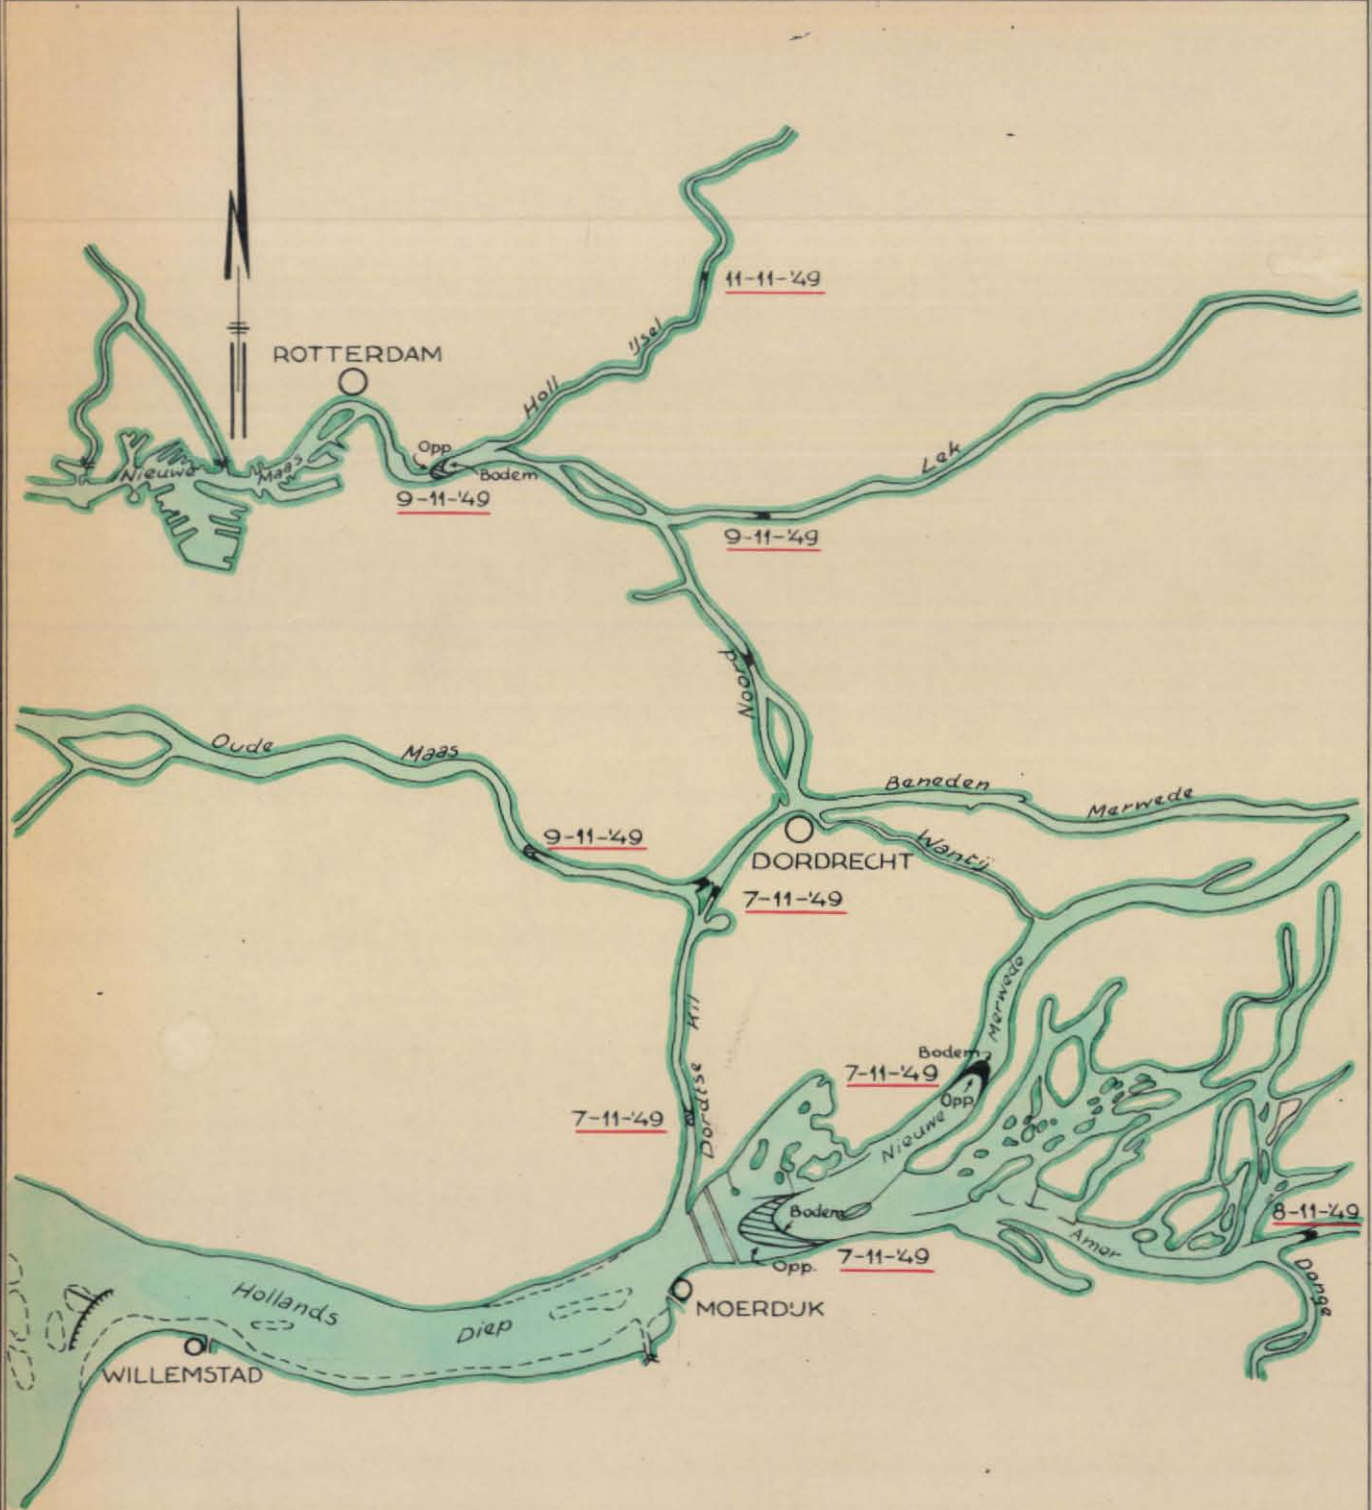 11-11-'49
ROTTERDAM
Holl IJsel
Lek
Nieuwe Maas
Opp
Bodem
9-11-'49
9-11-'49
Noord
Oude Maas
Beneden Merwede
9-11-'49
DORDRECHT
Wantij
7-11-'49
Merwede
Dordtse Kil
Bodem
7-11-'49
Opp.
7-11-'49
Nieuwe
Bodem
8-11-'49
Amer
Opp.
7-11-'49
Donge
Hollands Diep
MOERDIJK
WILLEMSTAD